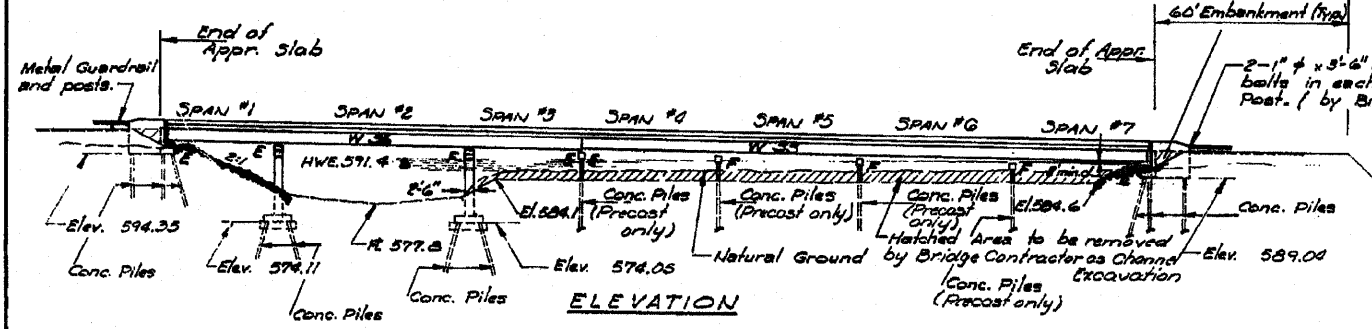 60' Embankment (Typ.)
End of
Appr. Slab
End of Appr.
Slab
Metal Guardrail
and posts.
2-1" φ x 3'-6"
bolts in each
Post. (by
SPAN #1
SPAN #2
SPAN #3
SPAN #4
SPAN #5
SPAN #6
SPAN #7
W 36
W 33
HWE. 591.4
E
E
E
E
E
F
F
F
2:1
2'-6"
El. 584.1
Conc. Piles
(Precast
only)
Conc. Piles
(Precast only)
Conc. Piles
(Precast only)
El. 584.6
Conc. Piles
Elev. 594.35
Conc. Piles
Elev. 574.11
Conc. Piles
577.8
Conc. Piles
Elev. 574.05
Natural Ground
Hatched Area to be removed
by Bridge Contractor as Channel
Excavation
Elev. 589.04
Conc. Piles
(Precast only)
ELEVATION